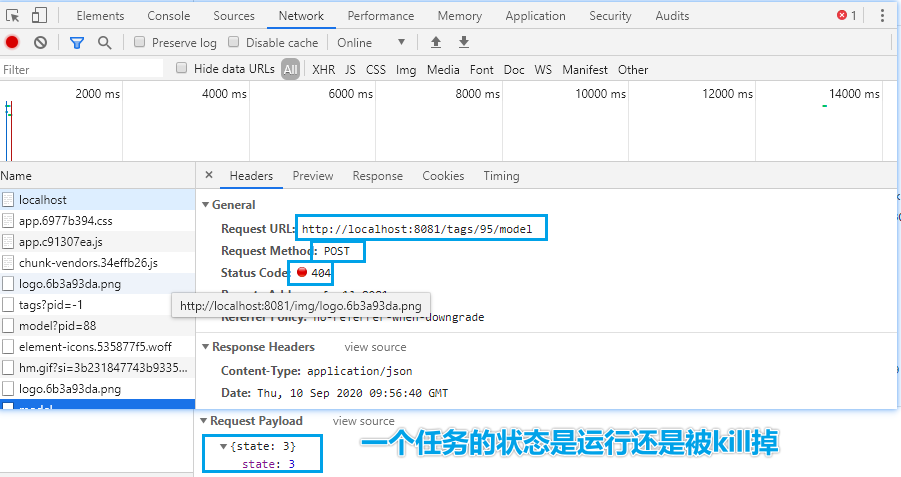 Elements Console Sources Network Performance Memory Application Security Audits 1
Preserve log Disable cache Online
Filter Hide data URLs All XHR JS CSS Img Media Font Doc WS Manifest Other
2000 ms 4000 ms 6000 ms 8000 ms 10000 ms 12000 ms 14000 ms
Name
localhost
app.6977b394.css
app.c91307ea.js
chunk-vendors.34effb26.js
logo.6b3a93da.png
tags?pid=-1
model?pid=88
element-icons.535877f5.woff
hm.gif?si=3b231847743b9335...
logo.6b3a93da.png
model
Headers Preview Response Cookies Timing
General
Request URL: http://localhost:8081/tags/95/model
Request Method: POST
Status Code: 404
http://localhost:8081/img/logo.6b3a93da.png
Referrer Policy: no-referrer-when-downgrade
Response Headers view source
Content-Type: application/json
Date: Thu, 10 Sep 2020 09:56:40 GMT
Request Payload view source
{state: 3}
state: 3
一个任务的状态是运行还是被kill掉